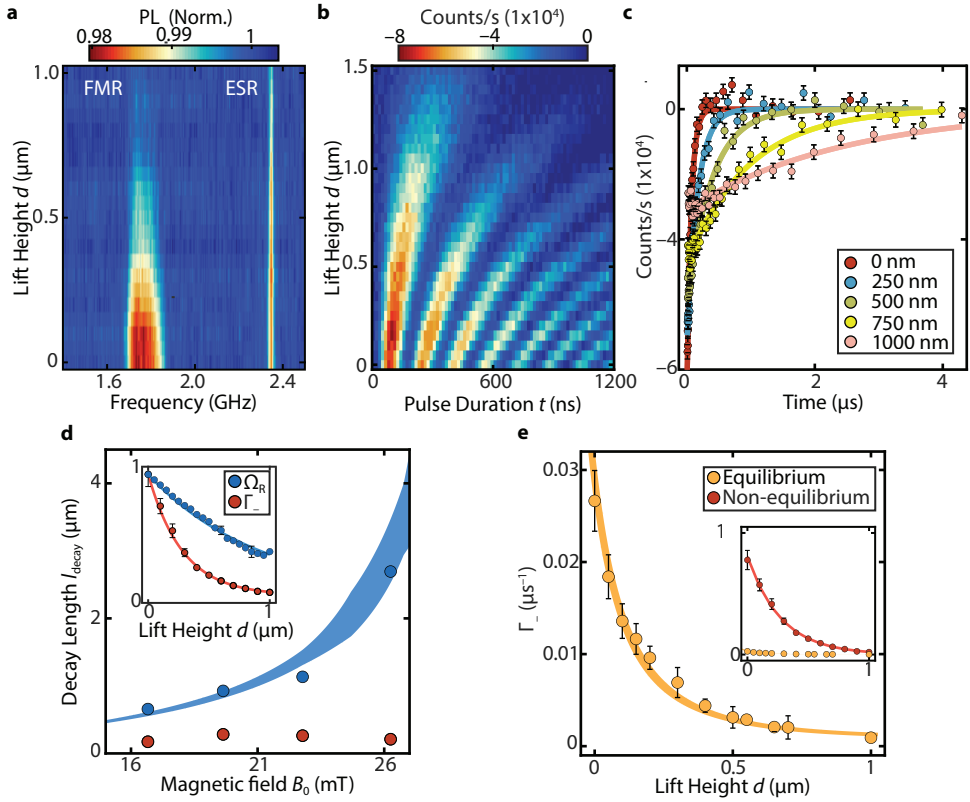 a
PL (Norm.)
0.98 0.99 1
FMR
ESR
1.0
0.5
0
Lift Height d (μm)
1.6 2.0 2.4
Frequency (GHz)
b
Counts/s (1x10⁴)
−8 −4 0
1.5
1.0
0.5
0
Lift Height d (μm)
0 600 1200
Pulse Duration t (ns)
c
0
−4
−8
Counts/s (1x10⁴)
0 nm
250 nm
500 nm
750 nm
1000 nm
0 2 4
Time (μs)
d
4
2
0
Decay Length l_decay (μm)
1
0
Ω_R
Γ_−
0 1
Lift Height d (μm)
16 21 26
Magnetic field B₀ (mT)
e
0.03
0.02
0.01
0
Γ_− (μs⁻¹)
Equilibrium
Non-equilibrium
1
0
0 1
0 0.5 1
Lift Height d (μm)